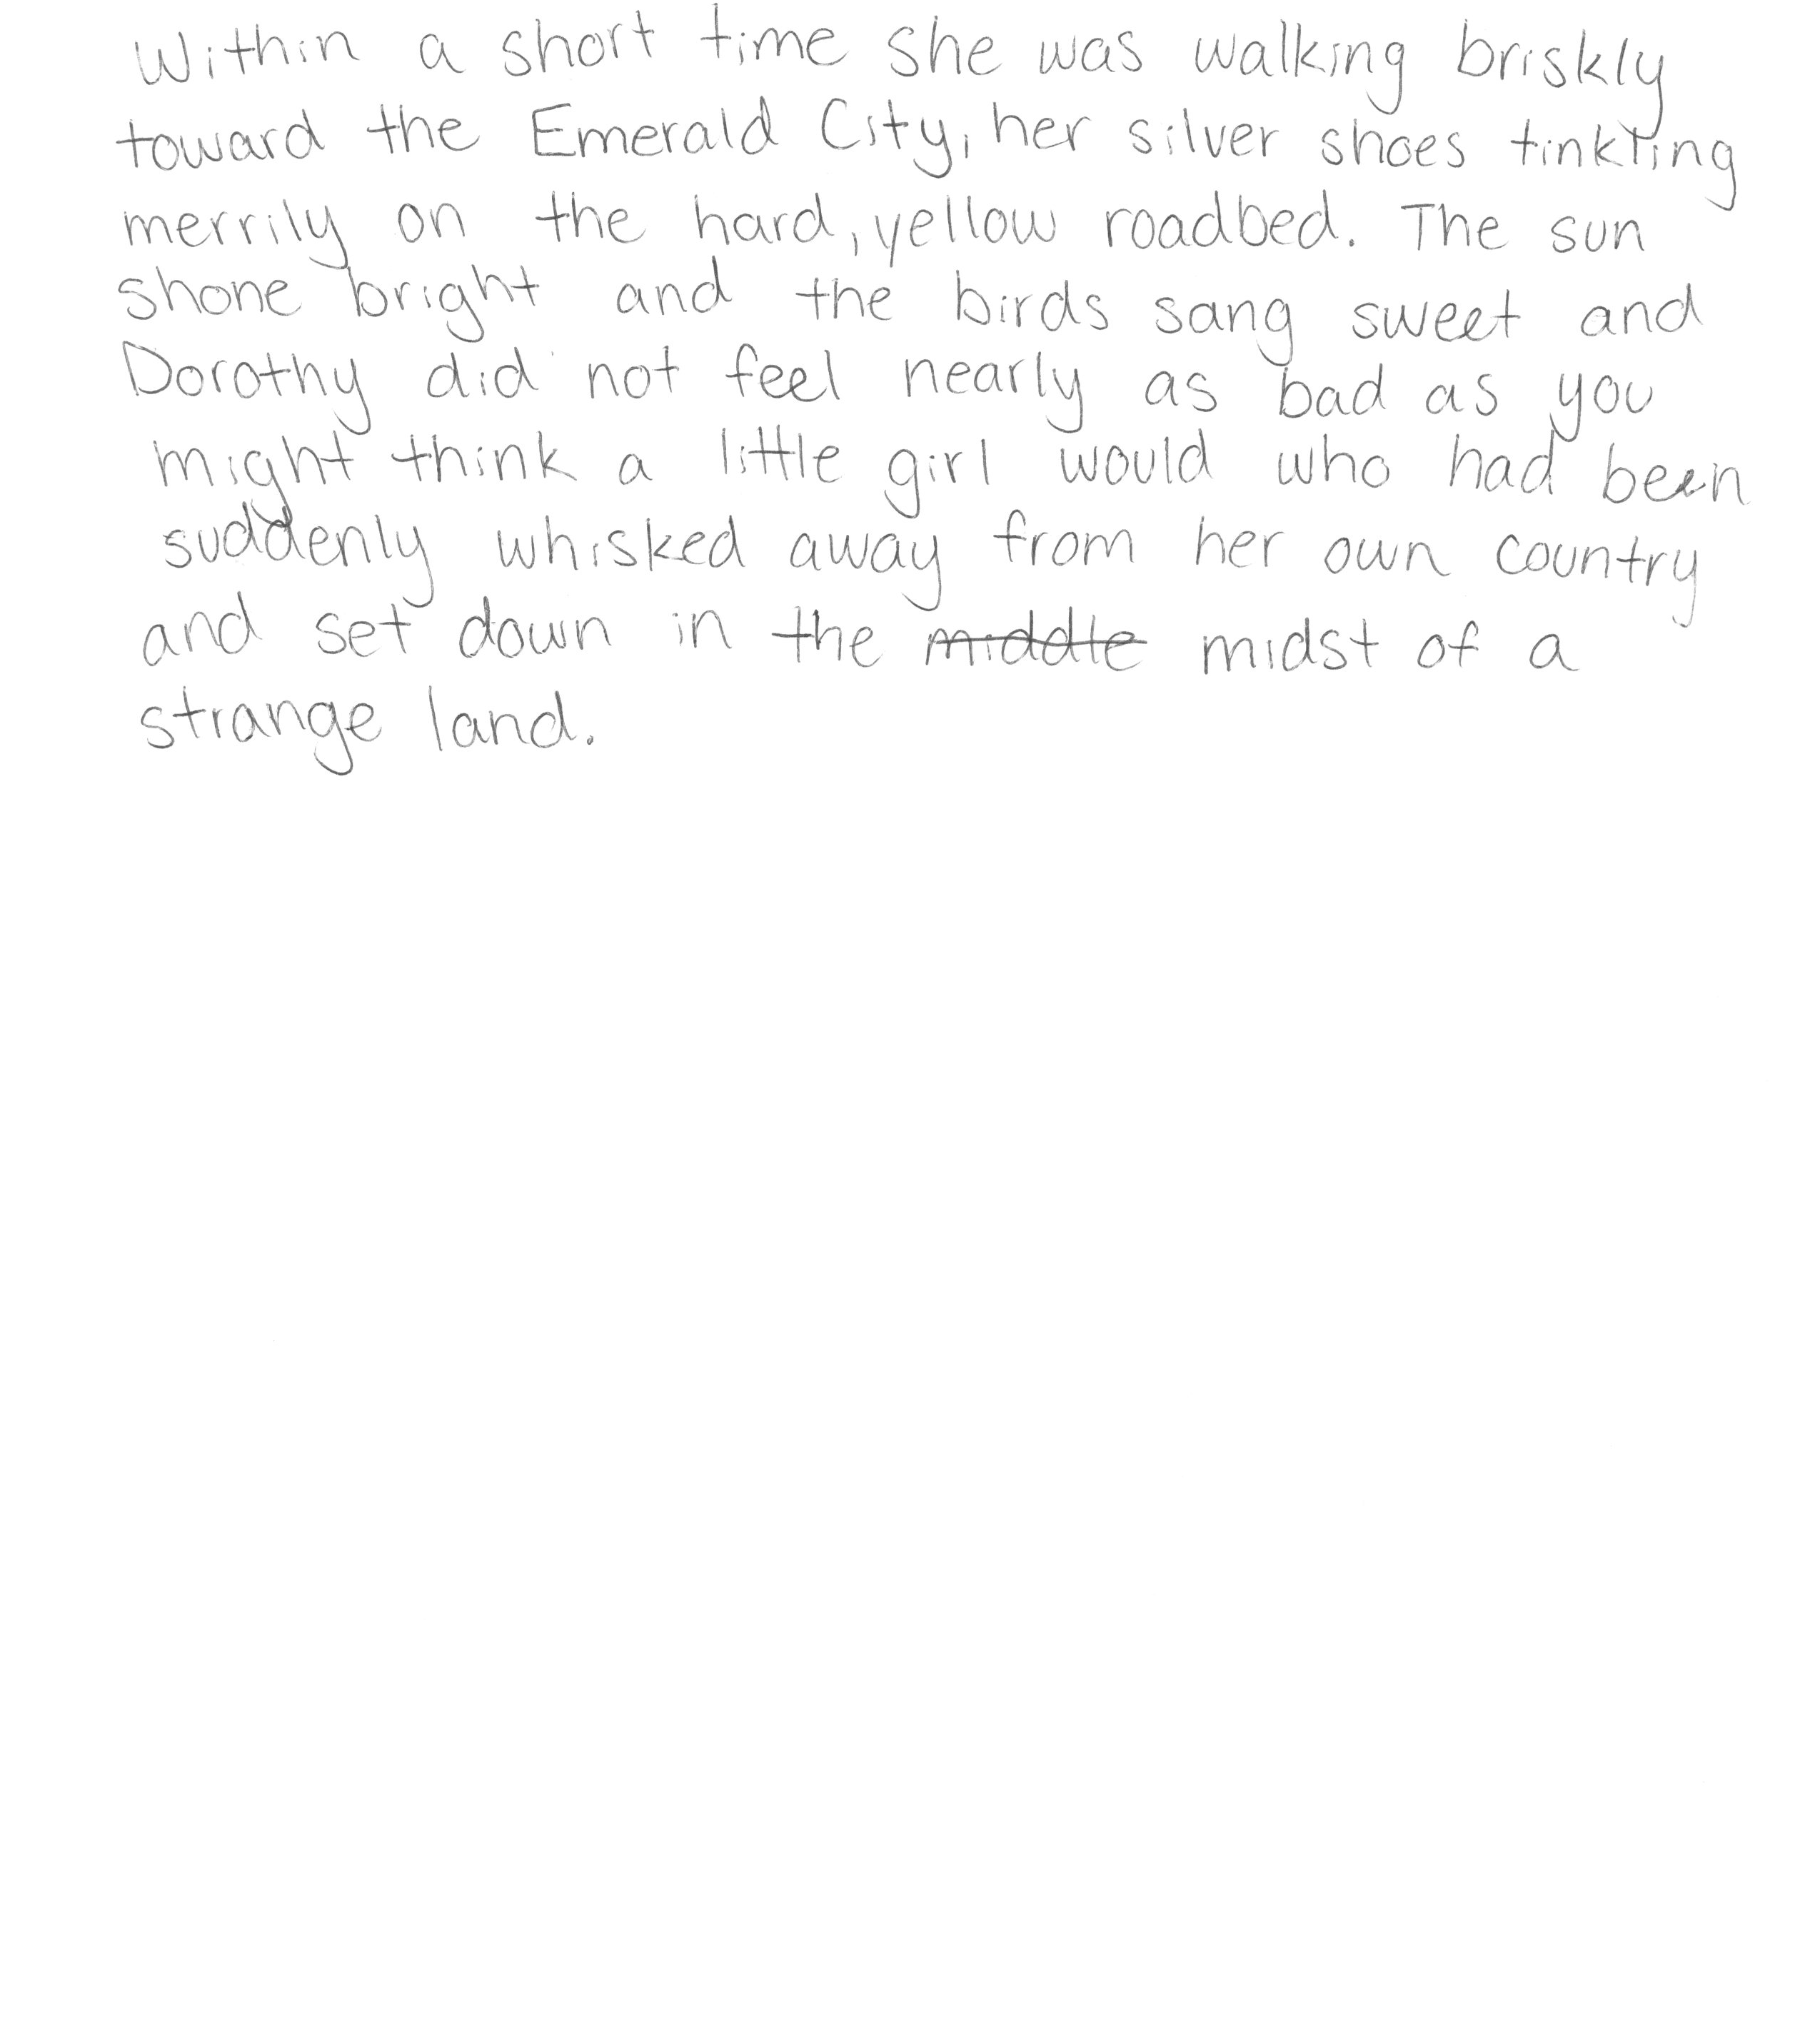 Within a short time she was walking briskly
toward the Emerald City, her silver shoes tinkling
merrily on the hard, yellow roadbed. The sun
shone bright and the birds sang sweet and
Dorothy did not feel nearly as bad as you
might think a little girl would who had been
suddenly whisked away from her own country
and set down in the middle midst of a
strange land.